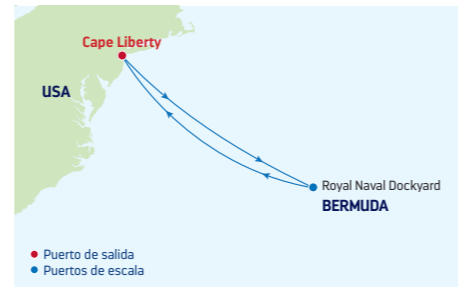 Cape Liberty
USA
Royal Naval Dockyard
BERMUDA
Puerto de salida
Puertos de escala